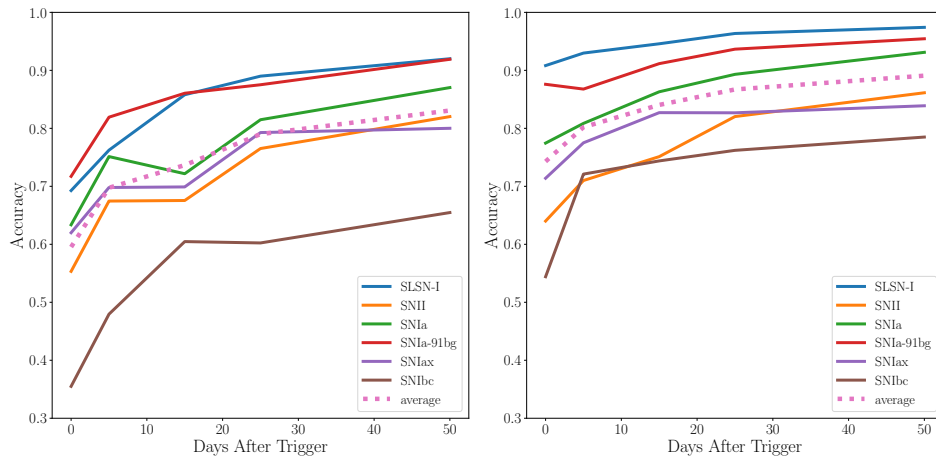 1.0
0.9
0.8
0.7
0.6
0.5
0.4
0.3
Accuracy
0 10 20 30 40 50
Days After Trigger
SLSN-I
SNII
SNIa
SNIa-91bg
SNIax
SNIbc
average
1.0
0.9
0.8
0.7
0.6
0.5
0.4
0.3
Accuracy
0 10 20 30 40 50
Days After Trigger
SLSN-I
SNII
SNIa
SNIa-91bg
SNIax
SNIbc
average